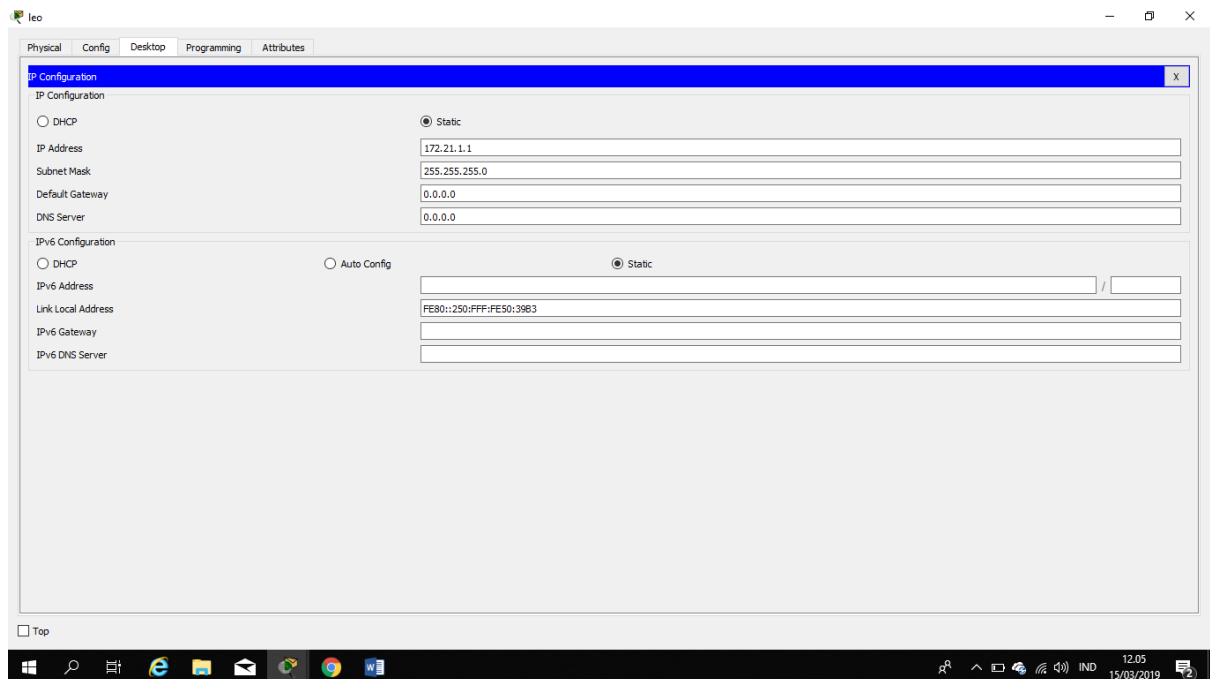 leo
Physical Config Desktop Programming Attributes
IP Configuration X
IP Configuration
DHCP Static
IP Address 172.21.1.1
Subnet Mask 255.255.255.0
Default Gateway 0.0.0.0
DNS Server 0.0.0.0
IPv6 Configuration
DHCP Auto Config Static
IPv6 Address /
Link Local Address FE80::250:FFF:FE50:39B3
IPv6 Gateway
IPv6 DNS Server
Top
12.05
IND
15/03/2019
2